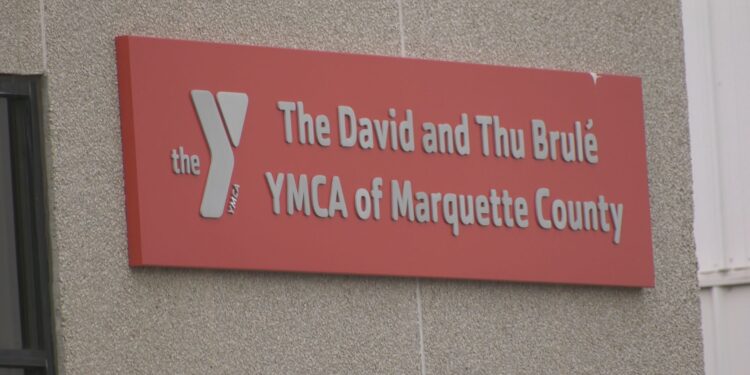 the Y YMCA
The David and Thu Brulé
YMCA of Marquette County